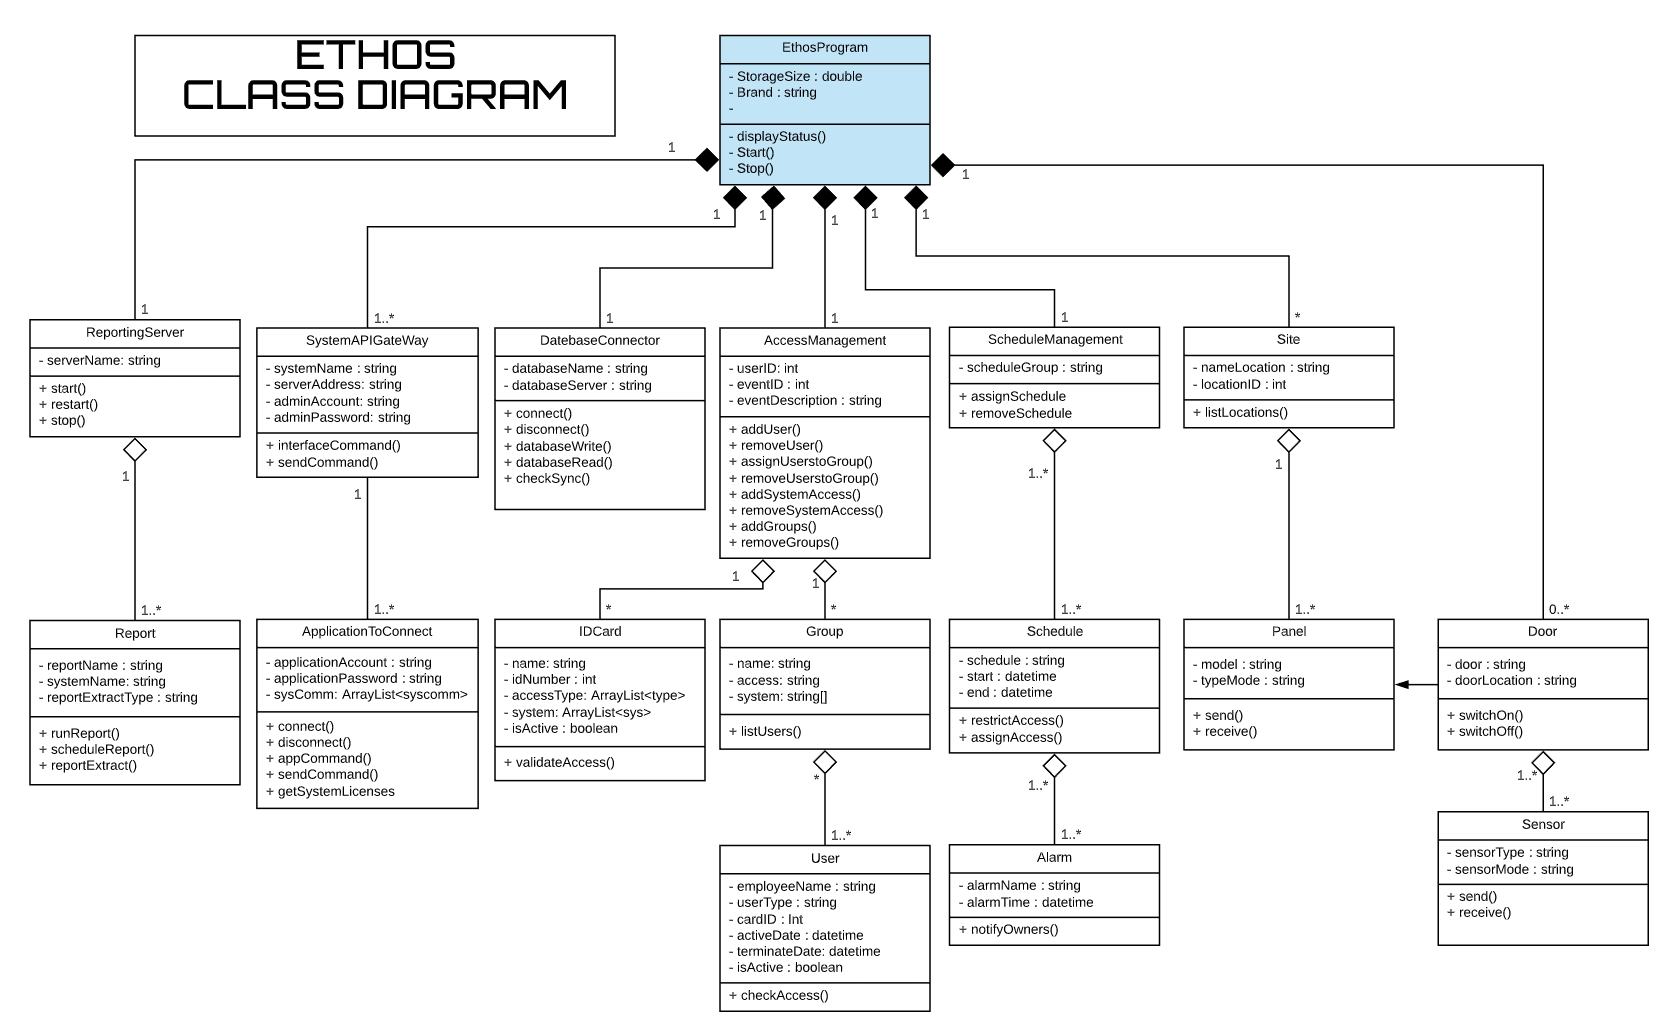 ETHOS
CLASS DIAGRAM
EthosProgram
- StorageSize : double
- Brand : string
-
- displayStatus()
- Start()
- Stop()
1
1
1
1
1
1
1
1
1..*
1
1
1
*
0..*
ReportingServer
- serverName: string
+ start()
+ restart()
+ stop()
1
1..*
SystemAPIGateWay
- systemName : string
- serverAddress: string
- adminAccount: string
- adminPassword: string
+ interfaceCommand()
+ sendCommand()
1
1..*
DatebaseConnector
- databaseName : string
- databaseServer : string
+ connect()
+ disconnect()
+ databaseWrite()
+ databaseRead()
+ checkSync()
AccessManagement
- userID: int
- eventID : int
- eventDescription : string
+ addUser()
+ removeUser()
+ assignUserstoGroup()
+ removeUserstoGroup()
+ addSystemAccess()
+ removeSystemAccess()
+ addGroups()
+ removeGroups()
1
1
*
*
ScheduleManagement
- scheduleGroup : string
+ assignSchedule
+ removeSchedule
1..*
1..*
Site
- nameLocation : string
- locationID : int
+ listLocations()
1
1..*
Report
- reportName : string
- systemName: string
- reportExtractType : string
+ runReport()
+ scheduleReport()
+ reportExtract()
ApplicationToConnect
- applicationAccount : string
- applicationPassword : string
- sysComm: ArrayList<syscomm>
+ connect()
+ disconnect()
+ appCommand()
+ sendCommand()
+ getSystemLicenses
IDCard
- name: string
- idNumber : int
- accessType: ArrayList<type>
- system: ArrayList<sys>
- isActive : boolean
+ validateAccess()
Group
- name: string
- access: string
- system: string[]
+ listUsers()
*
1..*
Schedule
- schedule : string
- start : datetime
- end : datetime
+ restrictAccess()
+ assignAccess()
1..*
1..*
Panel
- model : string
- typeMode : string
+ send()
+ receive()
Door
- door : string
- doorLocation : string
+ switchOn()
+ switchOff()
1..*
1..*
User
- employeeName : string
- userType : string
- cardID : Int
- activeDate : datetime
- terminateDate: datetime
- isActive : boolean
+ checkAccess()
Alarm
- alarmName : string
- alarmTime : datetime
+ notifyOwners()
Sensor
- sensorType : string
- sensorMode : string
+ send()
+ receive()